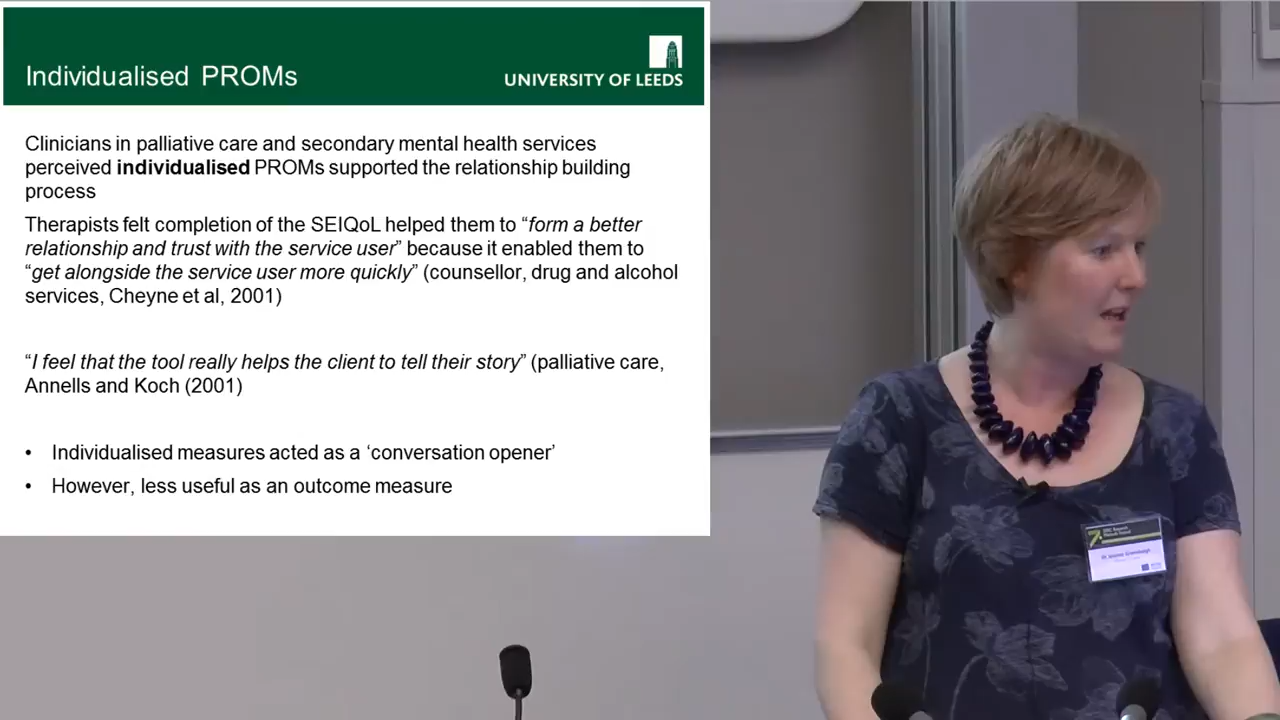 Individualised PROMs
UNIVERSITY OF LEEDS
Clinicians in palliative care and secondary mental health services
perceived individualised PROMs supported the relationship building
process
Therapists felt completion of the SEIQoL helped them to “form a better
relationship and trust with the service user” because it enabled them to
“get alongside the service user more quickly” (counsellor, drug and alcohol
services, Cheyne et al, 2001)
“I feel that the tool really helps the client to tell their story” (palliative care,
Annells and Koch (2001)
• Individualised measures acted as a ‘conversation opener’
• However, less useful as an outcome measure